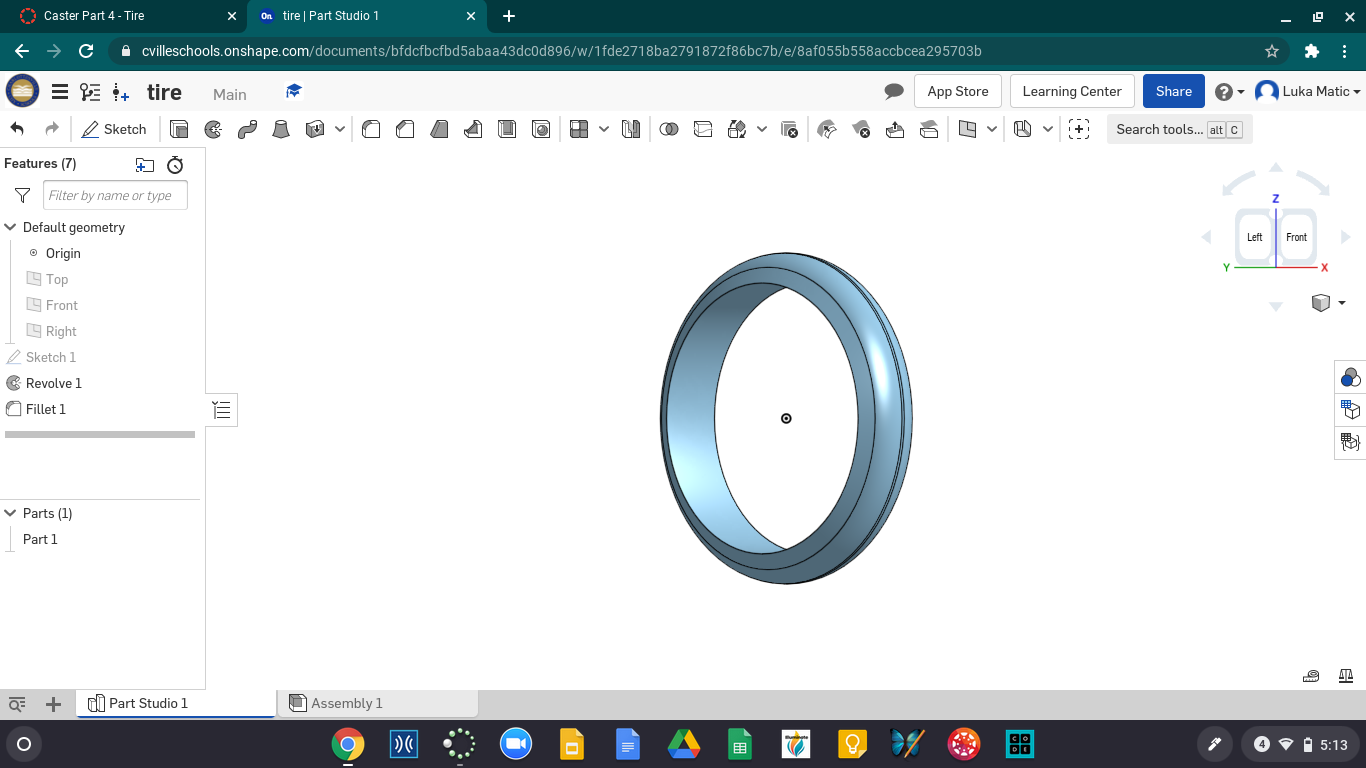 Caster Part 4 - Tire
On tire | Part Studio 1
cvilleschools.onshape.com/documents/bfdcfbcfbd5abaa43dc0d896/w/1fde2718ba2791872f86bc7b/e/8af055b558accbcea295703b
tire Main
App Store Learning Center Share Luka Matic
Sketch
Search tools... alt C
Features (7)
Filter by name or type
Default geometry
Origin
Top
Front
Right
Sketch 1
Revolve 1
Fillet 1
Parts (1)
Part 1
Z
Left Front
Y X
Part Studio 1 Assembly 1
CO
DE
4 5:13